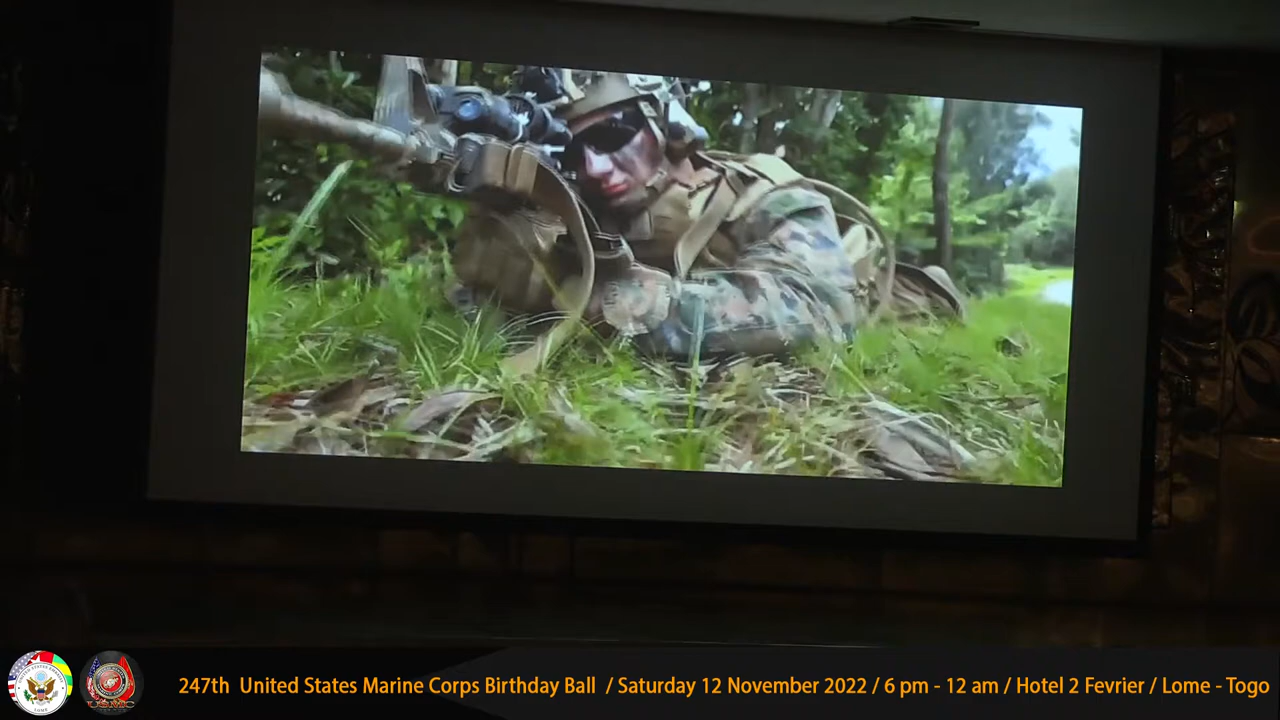 247th United States Marine Corps Birthday Ball / Saturday 12 November 2022 / 6 pm - 12 am / Hotel 2 Fevrier / Lome - Togo